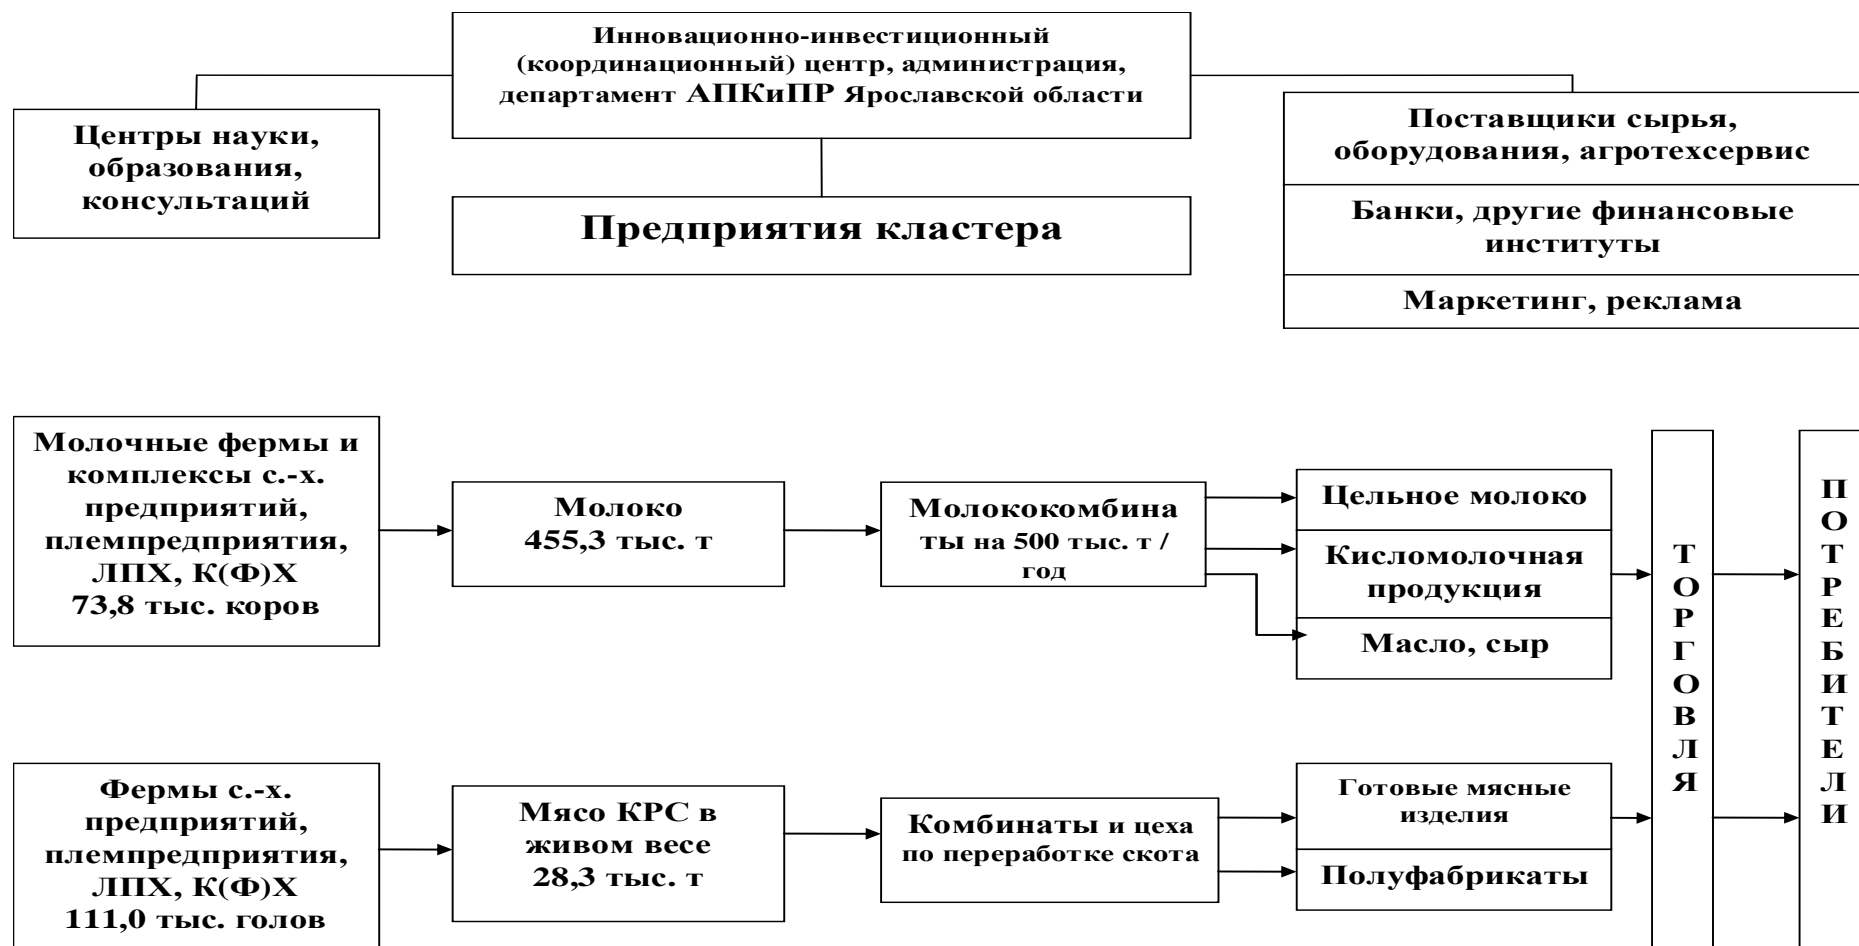 Инновационно-инвестиционный
(координационный) центр, администрация,
департамент АПКиПР Ярославской области
Центры науки,
образования,
консультаций
Предприятия кластера
Поставщики сырья,
оборудования, агротехсервис
Банки, другие финансовые
институты
Маркетинг, реклама
Молочные фермы и
комплексы с.-х.
предприятий,
племпредприятия,
ЛПХ, К(Ф)Х
73,8 тыс. коров
Молоко
455,3 тыс. т
Молококомбина
ты на 500 тыс. т /
год
Цельное молоко
Кисломолочная
продукция
Масло, сыр
Фермы с.-х.
предприятий,
племпредприятия,
ЛПХ, К(Ф)Х
111,0 тыс. голов
Мясо КРС в
живом весе
28,3 тыс. т
Комбинаты и цеха
по переработке скота
Готовые мясные
изделия
Полуфабрикаты
ТОРГОВЛЯ
ПОТРЕБИТЕЛИ